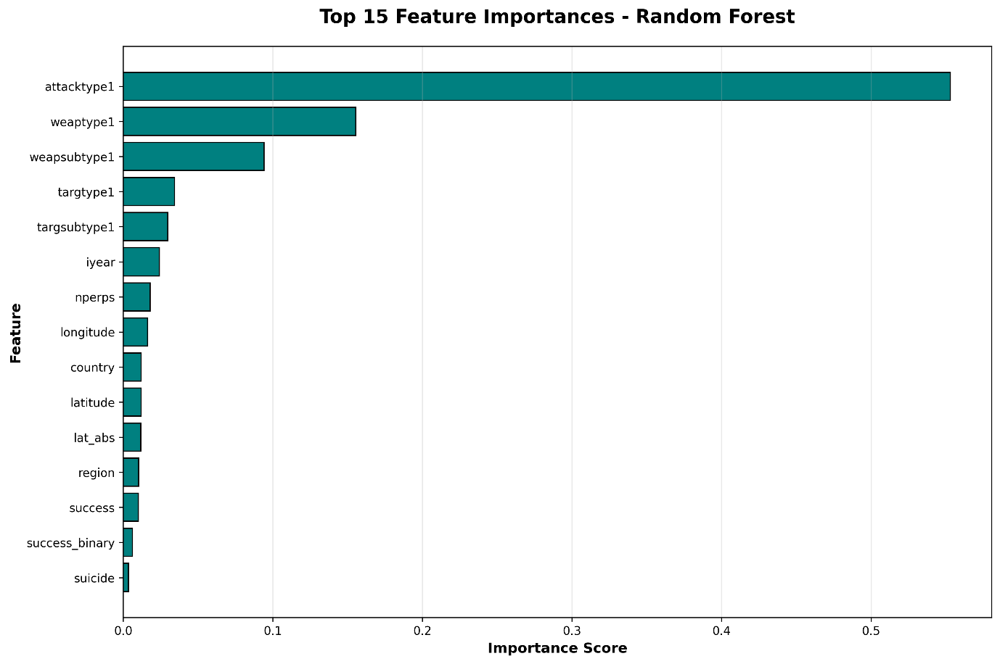 Top 15 Feature Importances - Random Forest
attacktype1
weaptype1
weapsubtype1
targtype1
targsubtype1
iyear
nperps
longitude
country
latitude
lat_abs
region
success
success_binary
suicide
Feature
0.0 0.1 0.2 0.3 0.4 0.5
Importance Score